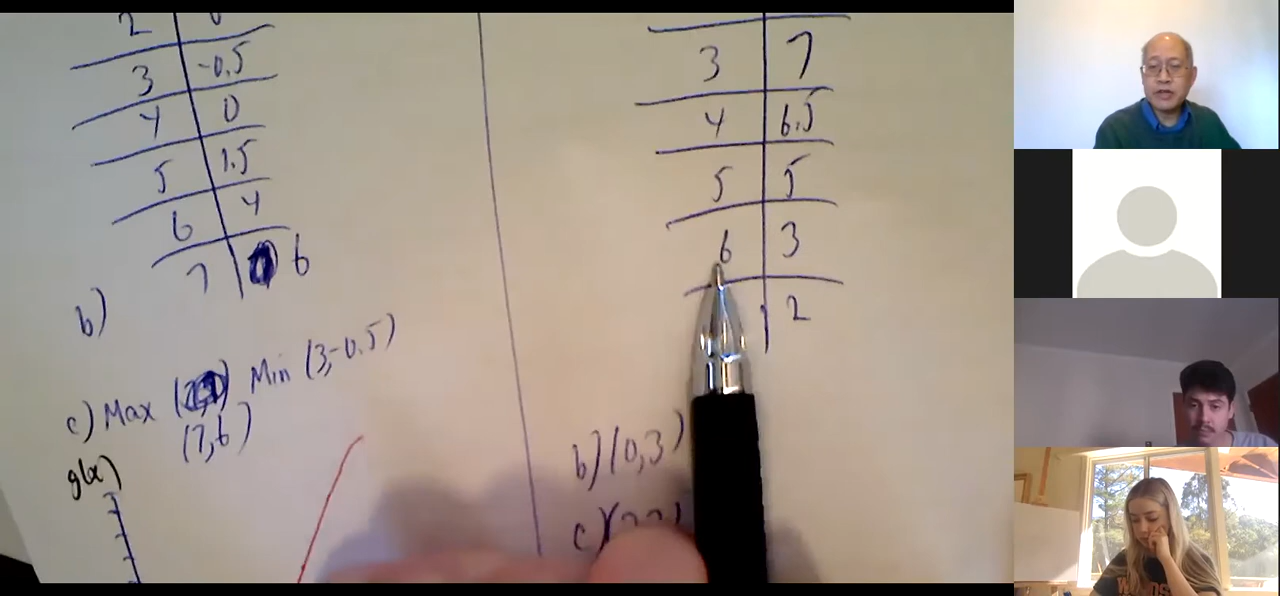 2 0
3 -0.5
4 0
5 1.5
6 4
7 6
b)
c) Max Min (3,-0.5)
(7,6)
g(x)
3 7
4 6.5
5 5
6 3
2
b) (0,3)
c)